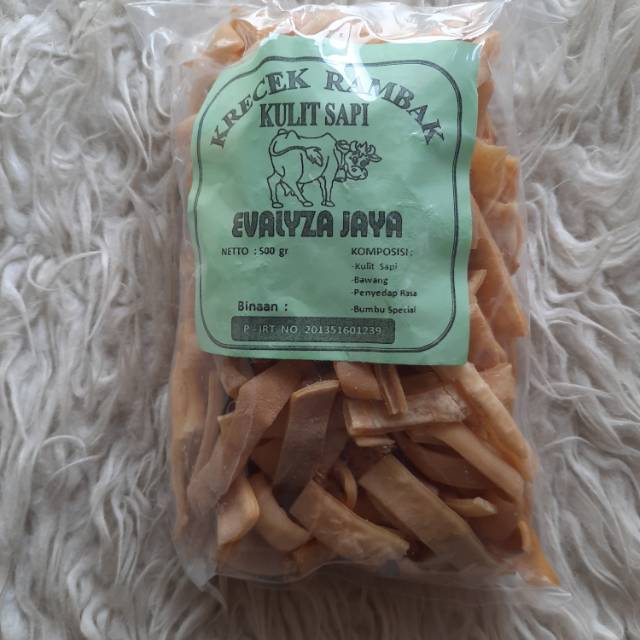 KRECEK RAMBAK
KULIT SAPI
EVALYZA JAYA
NETTO : 500 gr
KOMPOSISI :
-Kulit Sapi
-Bawang
-Penyedap Rasa
-Bumbu Special
Binaan :
P - IRT NO 201351601239